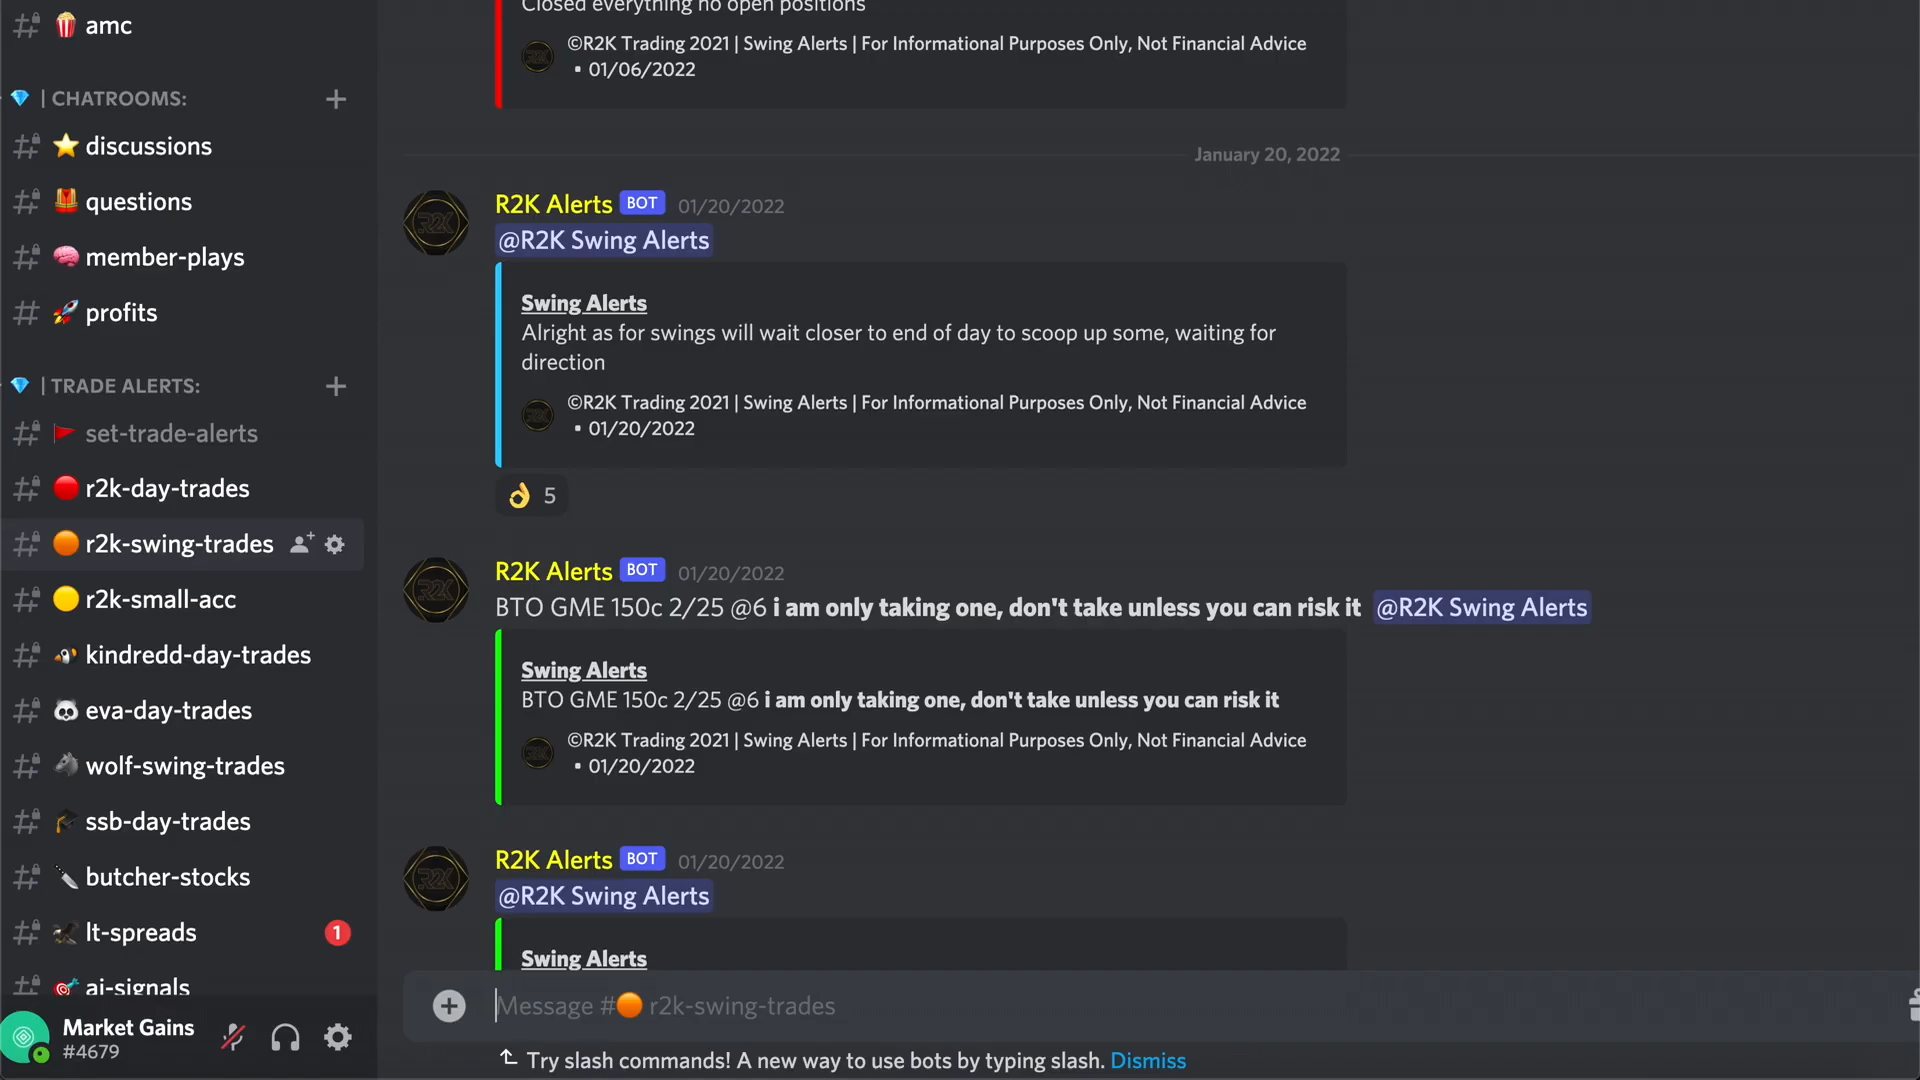 amc
| CHATROOMS:
discussions
questions
member-plays
profits
| TRADE ALERTS:
set-trade-alerts
r2k-day-trades
r2k-swing-trades
r2k-small-acc
kindredd-day-trades
eva-day-trades
wolf-swing-trades
ssb-day-trades
butcher-stocks
lt-spreads 1
ai-signals
Market Gains
#4679
Closed everything no open positions
©R2K Trading 2021 | Swing Alerts | For Informational Purposes Only, Not Financial Advice
• 01/06/2022
January 20, 2022
R2K Alerts BOT 01/20/2022
@R2K Swing Alerts
Swing Alerts
Alright as for swings will wait closer to end of day to scoop up some, waiting for
direction
©R2K Trading 2021 | Swing Alerts | For Informational Purposes Only, Not Financial Advice
• 01/20/2022
5
R2K Alerts BOT 01/20/2022
BTO GME 150c 2/25 @6 i am only taking one, don't take unless you can risk it @R2K Swing Alerts
Swing Alerts
BTO GME 150c 2/25 @6 i am only taking one, don't take unless you can risk it
©R2K Trading 2021 | Swing Alerts | For Informational Purposes Only, Not Financial Advice
• 01/20/2022
R2K Alerts BOT 01/20/2022
@R2K Swing Alerts
Swing Alerts
Message # r2k-swing-trades
Try slash commands! A new way to use bots by typing slash. Dismiss